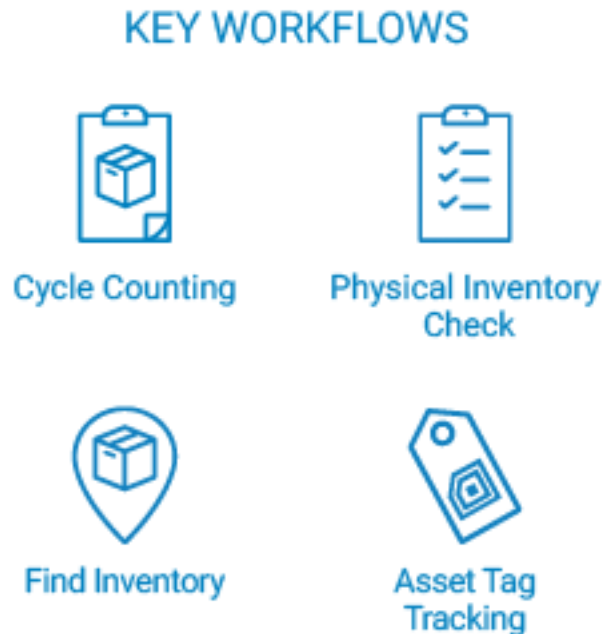 KEY WORKFLOWS
Cycle Counting
Physical Inventory
Check
Find Inventory
Asset Tag
Tracking